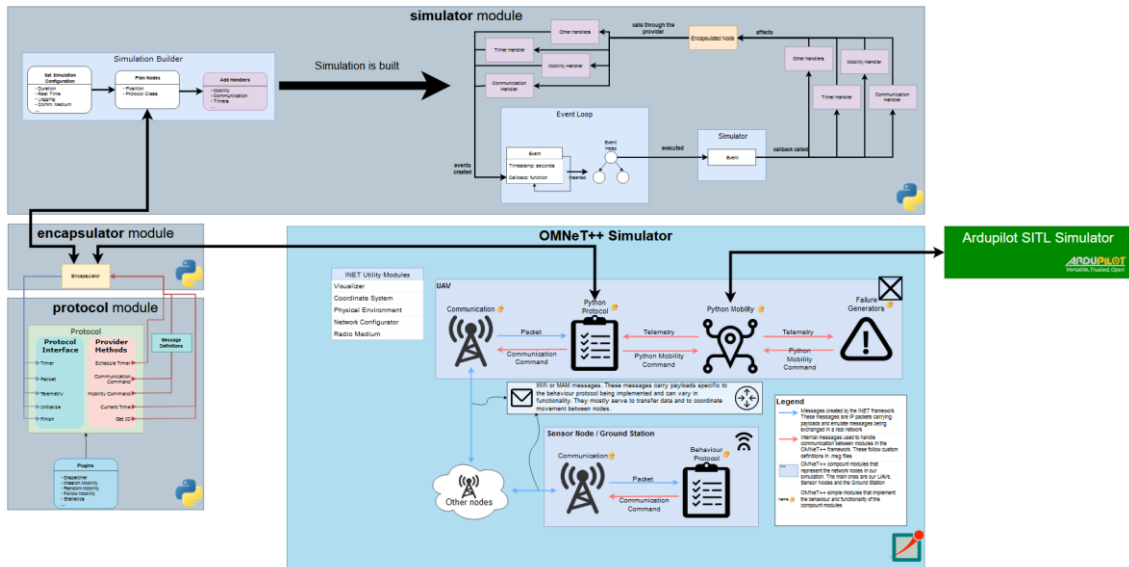 simulator module
Simulation Builder
Set Simulation
Configuration
- Duration
- Real Time
- Logging
- Comm. Medium
...
Plan Nodes
- Position
- Protocol Class
Add Handlers
- Mobility
- Communication
- Timers
...
Simulation is built
Other handlers
Timer Handler
Mobility Handler
Communication
Handler
calls through the
provider
Encapsulated Node
affects
Other Handlers
Mobility Handler
Timer Handler
Communication
Handler
Event Loop
Event
Timestamp: seconds
Callback: function
inserted
Event
Heap
events
created
executed
Simulator
Event
callback called
encapsulator module
Encapsulator
protocol module
Protocol
Protocol
Interface
Timer
Packet
Telemetry
Initialize
Finish
Provider
Methods
Schedule Timer
Communication
Command
Mobility Command
Current Time
Get ID
Message
Definitions
Plugins
- Dispatcher
- Mission Mobility
- Random Mobility
- Follow Mobility
- Statistics
...
OMNeT++ Simulator
INET Utility Modules
Visualizer
Coordinate System
Physical Environment
Network Configurator
Radio Medium
UAV
Communication
Packet
Communication
Command
Python
Protocol
Telemetry
Python Mobility
Command
Python Mobility
Telemetry
Python
Mobility
Command
Failure
Generators
Wifi or MAM messages. These messages carry payloads specific to
the behaviour protocol being implemented and can vary in
functionality. They mostly serve to transfer data and to coordinate
movement between nodes.
Sensor Node / Ground Station
Communication
Packet
Communication
Command
Behaviour
Protocol
Other nodes
Legend
Messages created by the INET framework.
These messages are IP packets carrying
payloads and emulate messages being
exchanged in a real network
Internal messages used to handle
communication between modules in the
OMNeT++ framework. These follow custom
definitions in .msg files
OMNeT++ compount modules that
represent the network nodes in our
simulation. The main ones are our UAVs,
Sensor Nodes and the Ground Station
Name
OMNeT++ simple modules that implement
the behaviour and functionality of the
compount modules
Ardupilot SITL Simulator
ARDUPILOT
Versatile, Trusted, Open